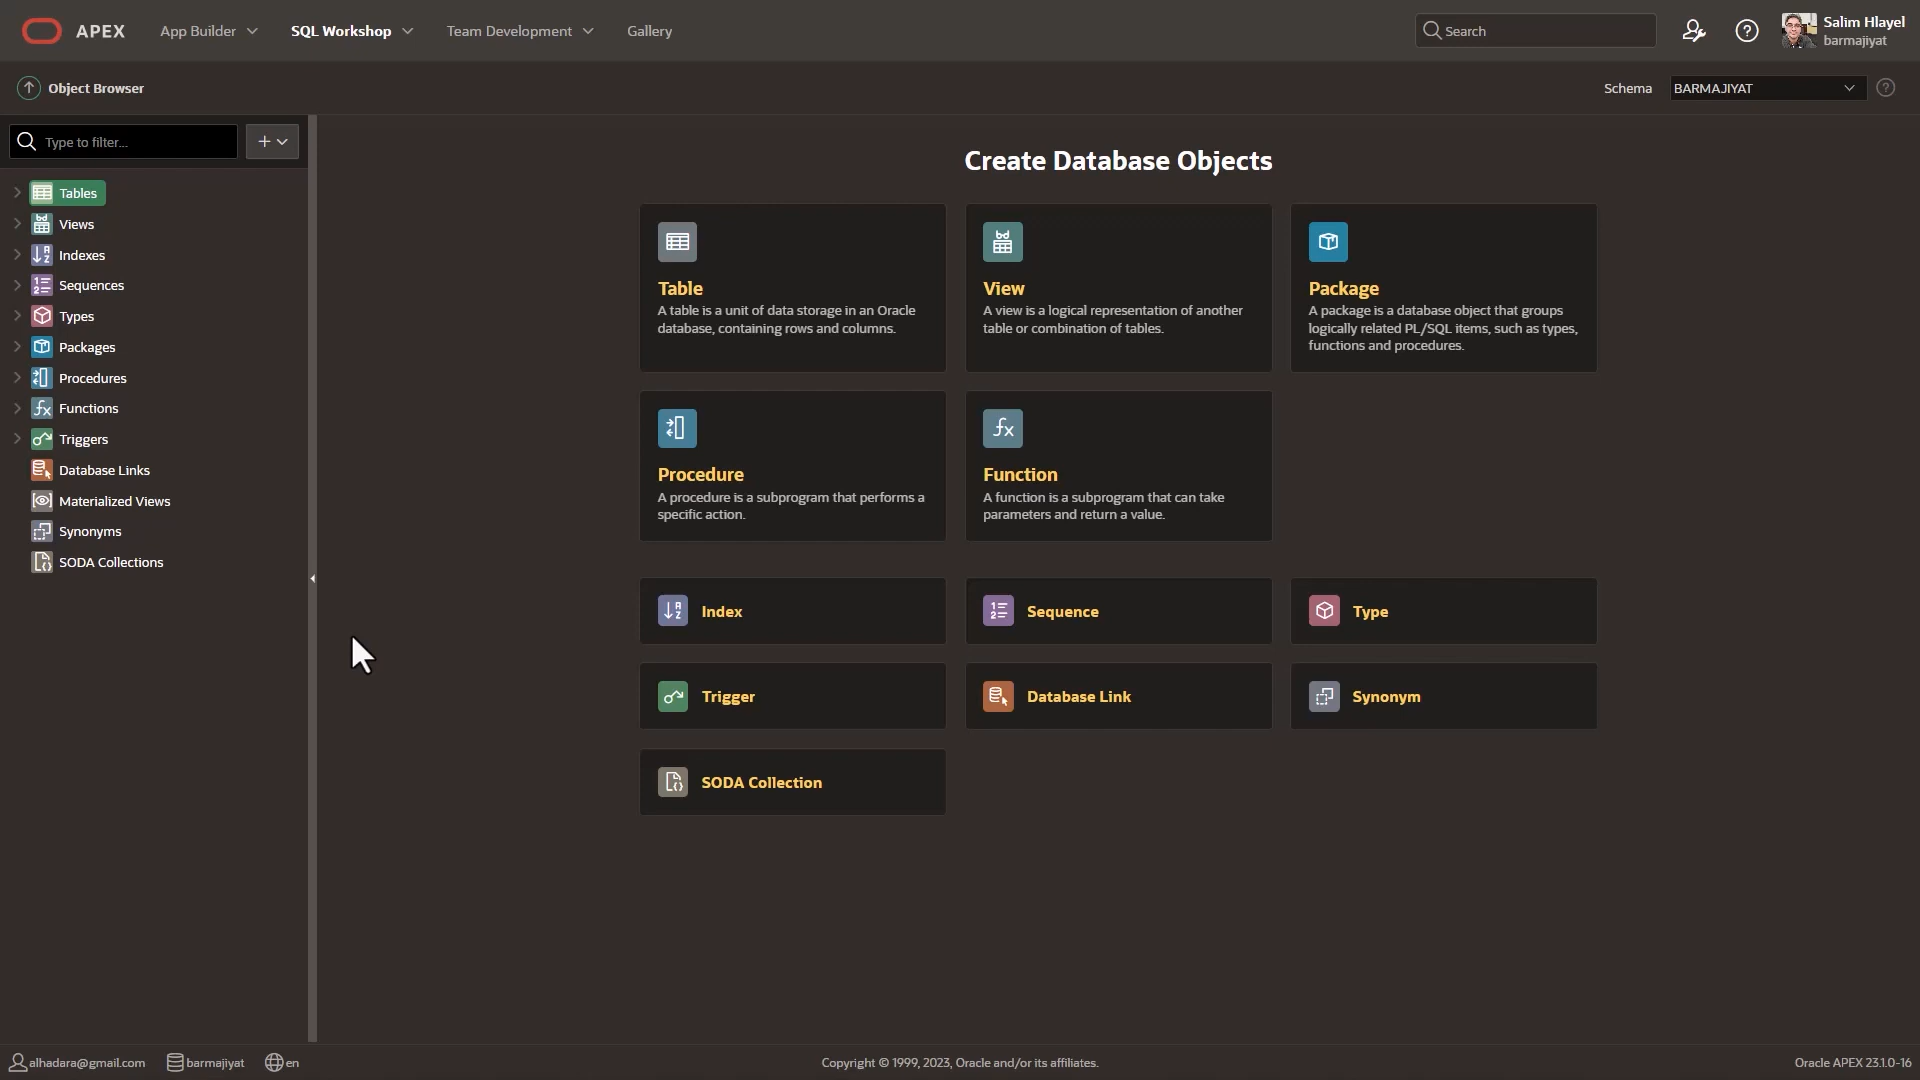 APEX
App Builder
SQL Workshop
Team Development
Gallery
Search
Salim Hlayel
barmajiyat
Object Browser
Schema
BARMAJIYAT
Type to filter...
Tables
Views
Indexes
Sequences
Types
Packages
Procedures
Functions
Triggers
Database Links
Materialized Views
Synonyms
SODA Collections
Create Database Objects
Table
A table is a unit of data storage in an Oracle
database, containing rows and columns.
View
A view is a logical representation of another
table or combination of tables.
Package
A package is a database object that groups
logically related PL/SQL items, such as types,
functions and procedures.
Procedure
A procedure is a subprogram that performs a
specific action.
Function
A function is a subprogram that can take
parameters and return a value.
Index
Sequence
Type
Trigger
Database Link
Synonym
SODA Collection
alhadara@gmail.com
barmajiyat
en
Copyright © 1999, 2023, Oracle and/or its affiliates.
Oracle APEX 23.1.0-16